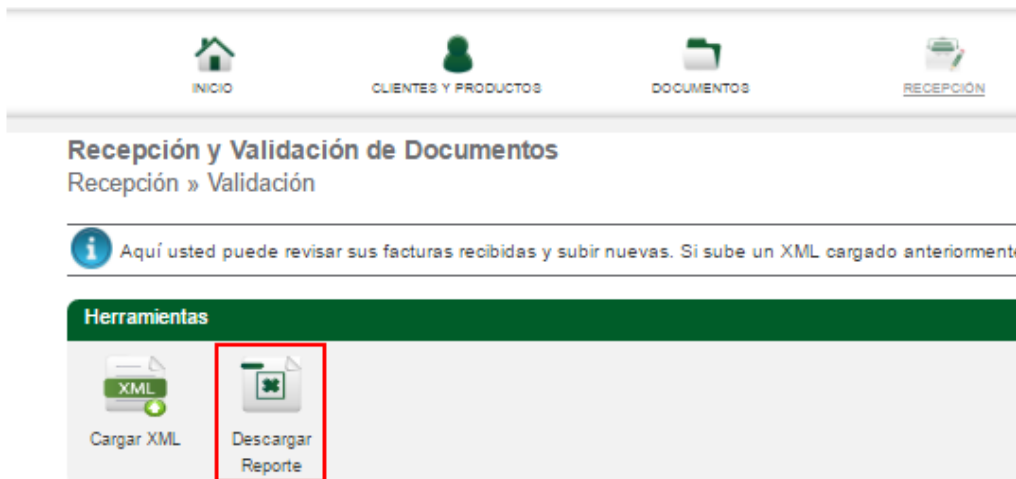 INICIO
CLIENTES Y PRODUCTOS
DOCUMENTOS
RECEPCIÓN
Recepción y Validación de Documentos
Recepción » Validación
i Aquí usted puede revisar sus facturas recibidas y subir nuevas. Si sube un XML cargado anteriormente
Herramientas
XML
Cargar XML
Descargar
Reporte